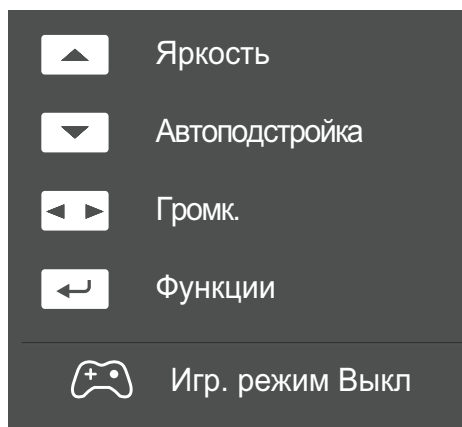 Яркость
Автоподстройка
Громк.
Функции
Игр. режим Выкл